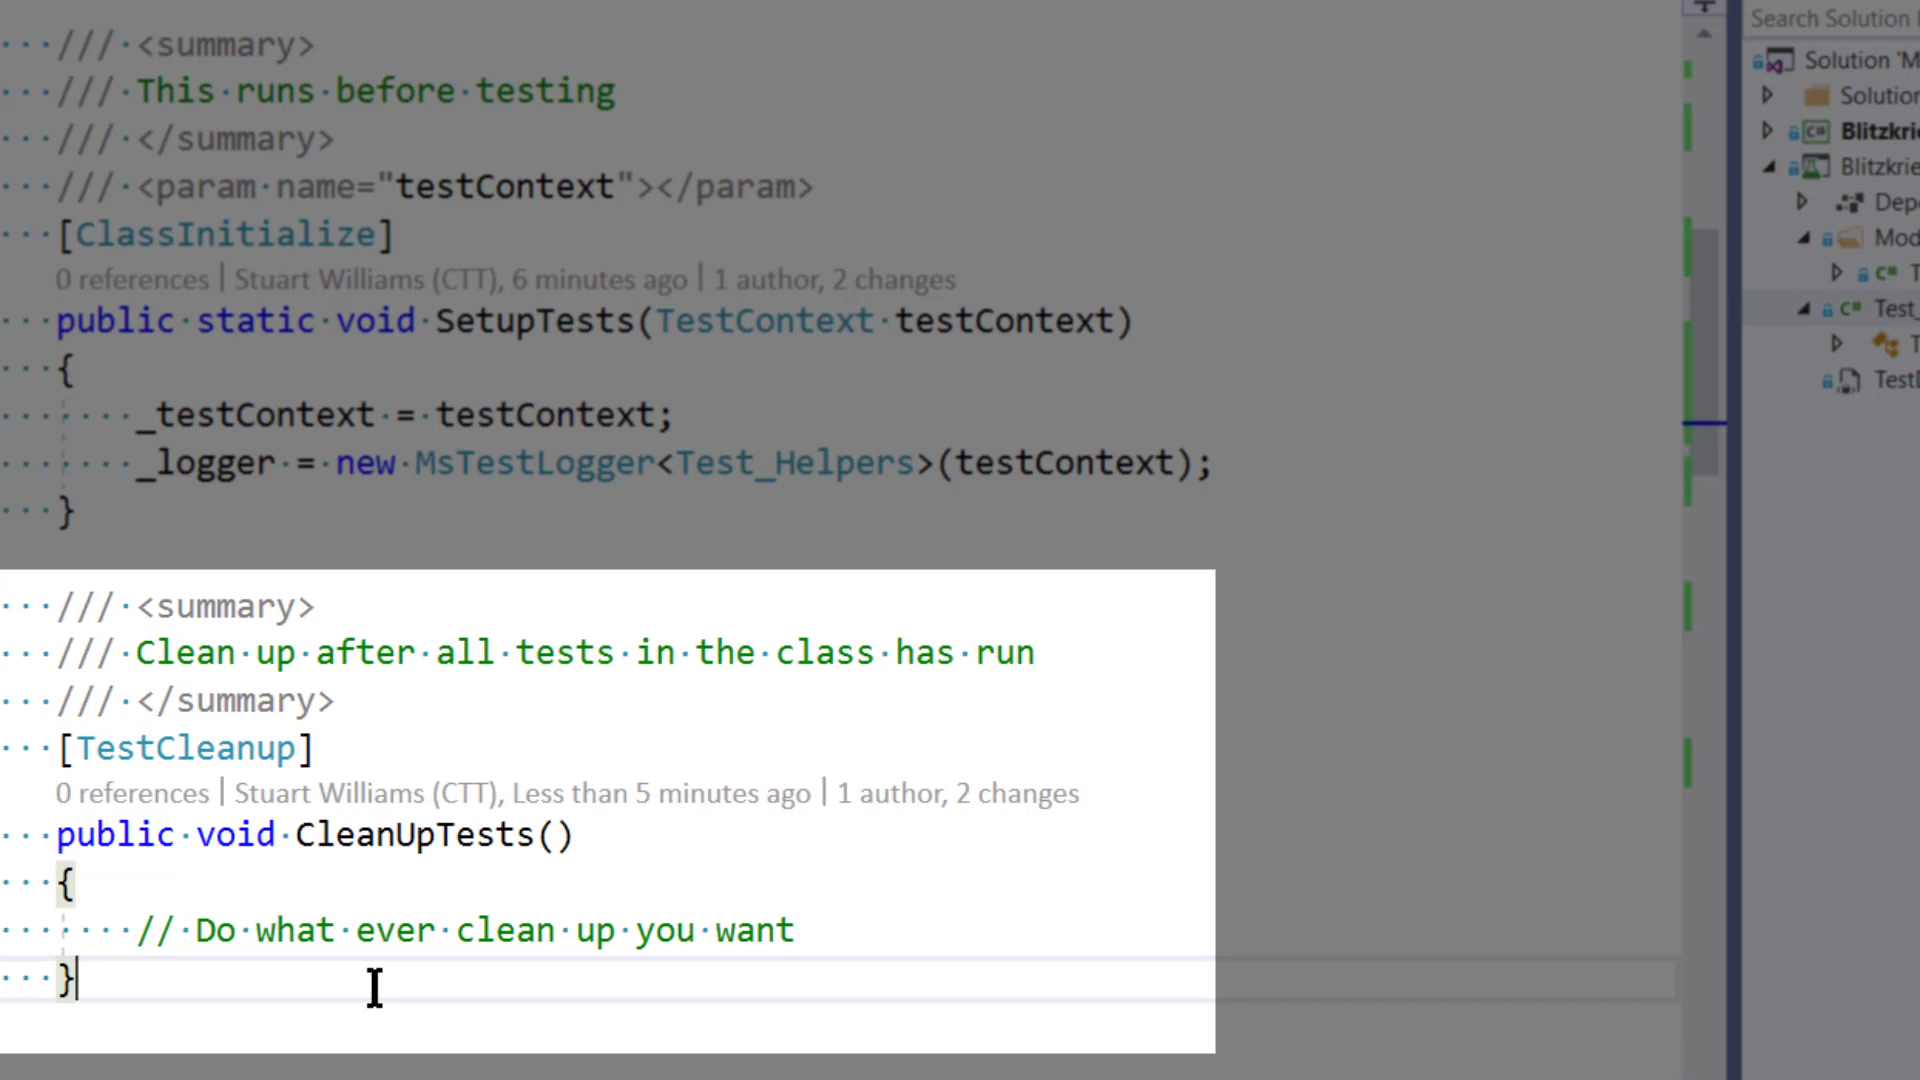 /// <summary>
/// This runs before testing
/// </summary>
/// <param name="testContext"></param>
[ClassInitialize]
0 references | Stuart Williams (CTT), 6 minutes ago | 1 author, 2 changes
public static void SetupTests(TestContext testContext)
{
_testContext = testContext;
_logger = new MsTestLogger<Test_Helpers>(testContext);
}
/// <summary>
/// Clean up after all tests in the class has run
/// </summary>
[TestCleanup]
0 references | Stuart Williams (CTT), Less than 5 minutes ago | 1 author, 2 changes
public void CleanUpTests()
{
// Do what ever clean up you want
}
Search Solution
Solution 'M
Solution
C# Blitzkrie
Blitzkrie
Dep
Mod
C# T
C# Test_
T
Test